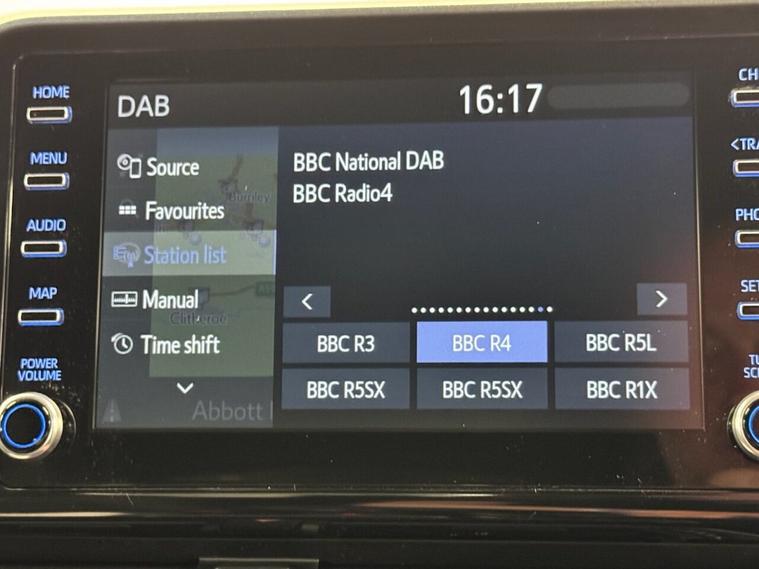 HOME
MENU
AUDIO
MAP
POWER
VOLUME
DAB
16:17
Source
Favourites
Station list
Manual
Time shift
Burnley
Clitheroe
Abbott
BBC National DAB
BBC Radio4
<
>
BBC R3
BBC R4
BBC R5L
BBC R5SX
BBC R5SX
BBC R1X
CH
<TRA
PHO
SE
TU
SC